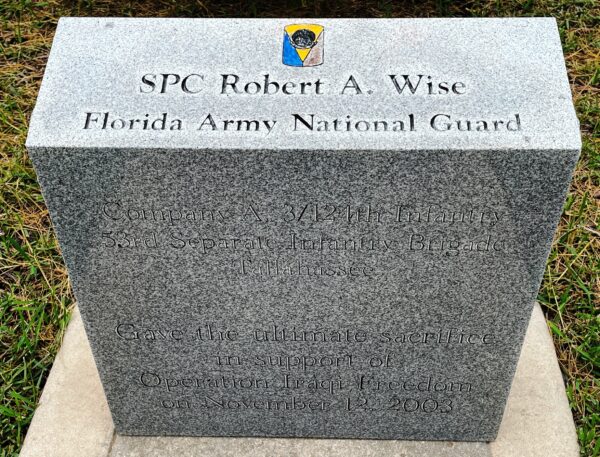 SPC Robert A. Wise
Florida Army National Guard
Company A, 3/124th Infantry
53rd Separate Infantry Brigade
Tallahassee
Gave the ultimate sacrifice
in support of
Operation Iraqi Freedom
on November 12, 2003